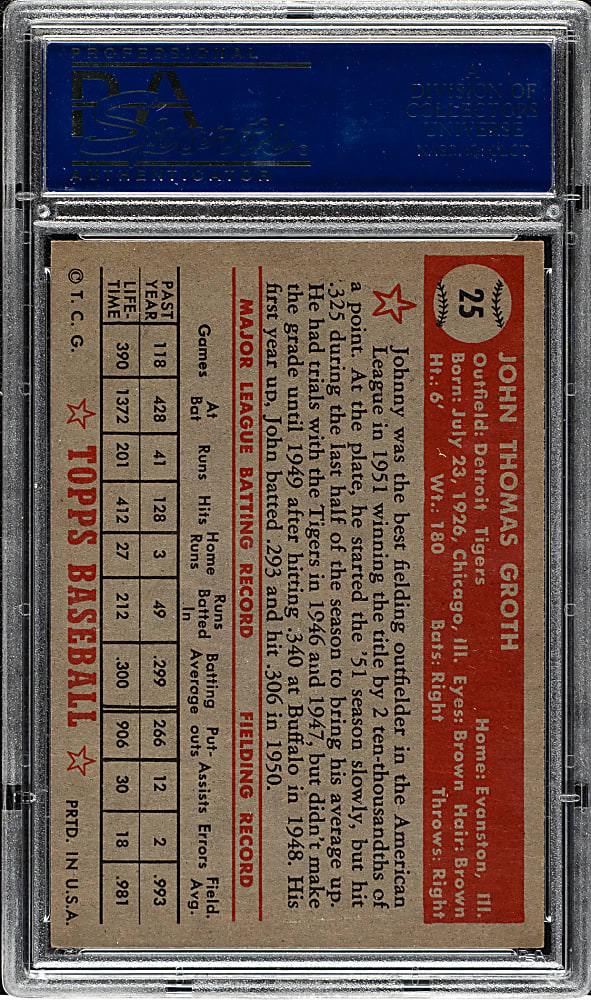 PROFESSIONAL
PSA
Sports
AUTHENTICATOR
A
DIVISION OF
COLLECTORS
UNIVERSE
NASDAQ: CLCT
25
JOHN THOMAS GROTH
Outfield: Detroit Tigers Home: Evanston, Ill.
Born: July 23, 1926, Chicago, Ill. Eyes: Brown Hair: Brown
Ht.: 6' Wt.: 180 Bats: Right Throws: Right
Johnny was the best fielding outfielder in the American
League in 1951 winning the title by 2 ten-thousandths of
a point. At the plate, he started the '51 season slowly, but hit
.325 during the last half of the season to bring his average up.
He had trials with the Tigers in 1946 and 1947, but didn't make
the grade until 1949 after hitting .340 at Buffalo in 1948. His
first year up, John batted .293 and hit .306 in 1950.
MAJOR LEAGUE BATTING RECORD FIELDING RECORD
Games At Bat Runs Hits Home Runs Runs Batted In Batting Average Put-outs Assists Errors Field. Av'g.
PAST YEAR 118 428 41 128 3 49 .299 266 12 2 .993
LIFE-TIME 390 1372 201 412 27 212 .300 906 30 18 .981
© T. C. G. TOPPS BASEBALL PRTD. IN U.S.A.